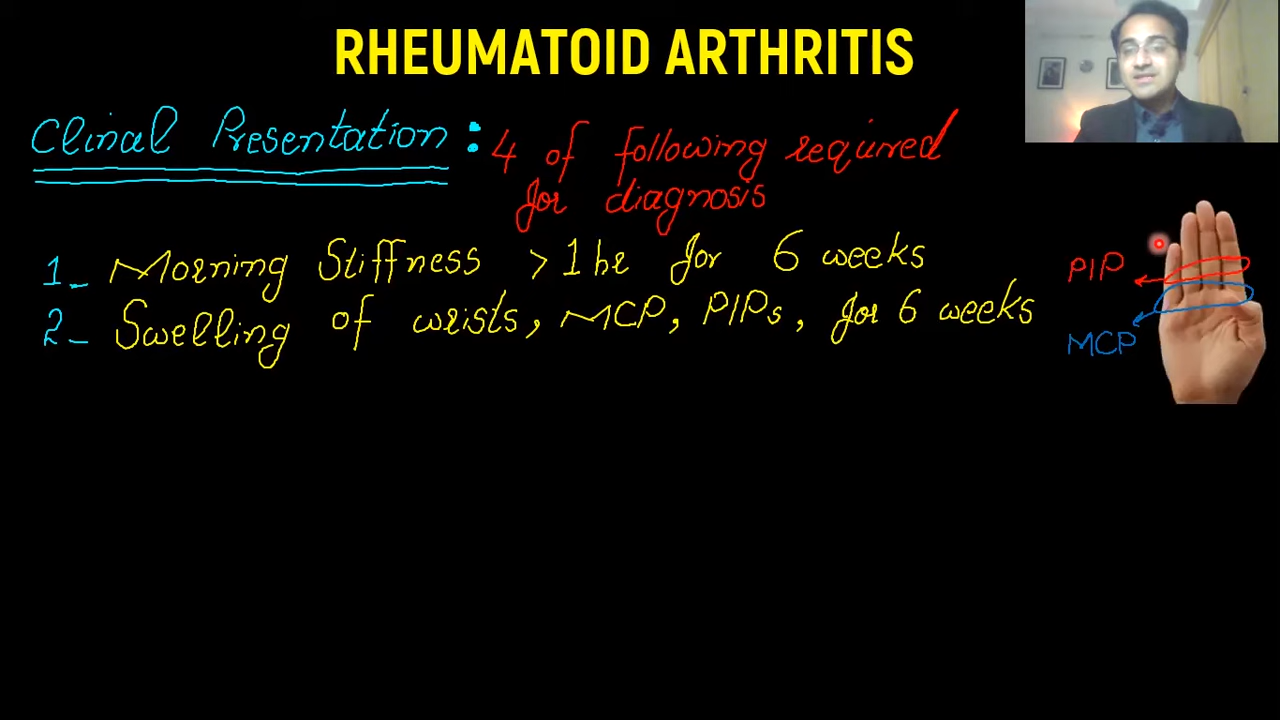 RHEUMATOID ARTHRITIS
Clinal Presentation : 4 of following required
for diagnosis
1_ Morning Stiffness > 1 hr for 6 weeks
2_ Swelling of wrists, MCP, PIPs, for 6 weeks
PIP
MCP